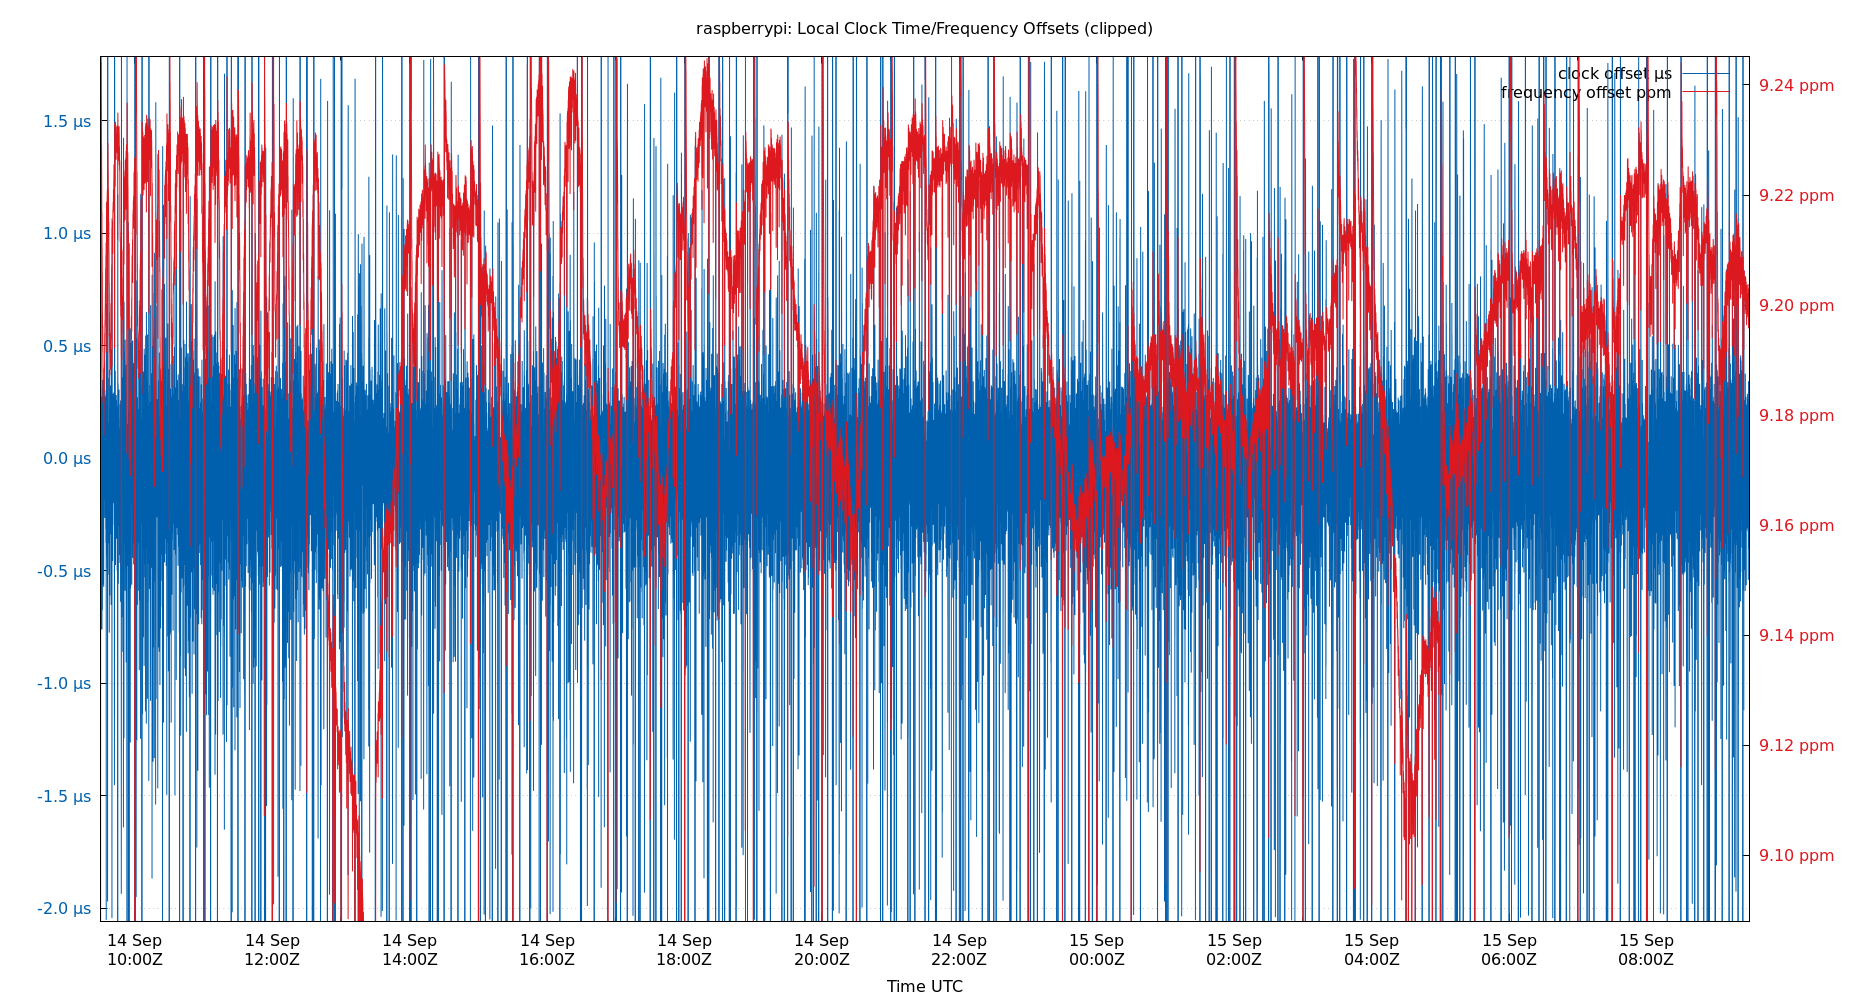 raspberrypi: Local Clock Time/Frequency Offsets (clipped)
clock offset µs
frequency offset ppm
1.5 µs
1.0 µs
0.5 µs
0.0 µs
-0.5 µs
-1.0 µs
-1.5 µs
-2.0 µs
9.24 ppm
9.22 ppm
9.20 ppm
9.18 ppm
9.16 ppm
9.14 ppm
9.12 ppm
9.10 ppm
14 Sep 14 Sep 14 Sep 14 Sep 14 Sep 14 Sep 14 Sep 15 Sep 15 Sep 15 Sep 15 Sep 15 Sep
10:00Z 12:00Z 14:00Z 16:00Z 18:00Z 20:00Z 22:00Z 00:00Z 02:00Z 04:00Z 06:00Z 08:00Z
Time UTC